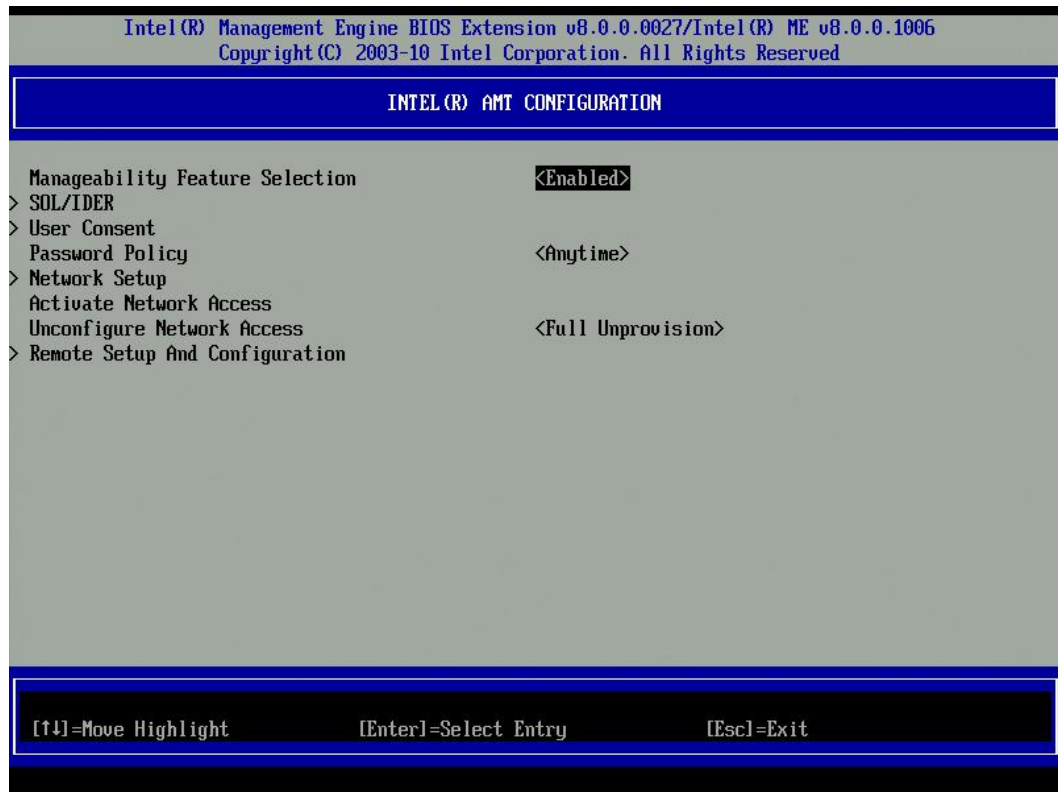 Intel(R) Management Engine BIOS Extension v8.0.0.0027/Intel(R) ME v8.0.0.1006
Copyright(C) 2003-10 Intel Corporation. All Rights Reserved
INTEL(R) AMT CONFIGURATION
Manageability Feature Selection <Enabled>
> SOL/IDER
> User Consent
Password Policy <Anytime>
> Network Setup
Activate Network Access
Unconfigure Network Access <Full Unprovision>
> Remote Setup And Configuration
[↑↓]=Move Highlight [Enter]=Select Entry [Esc]=Exit